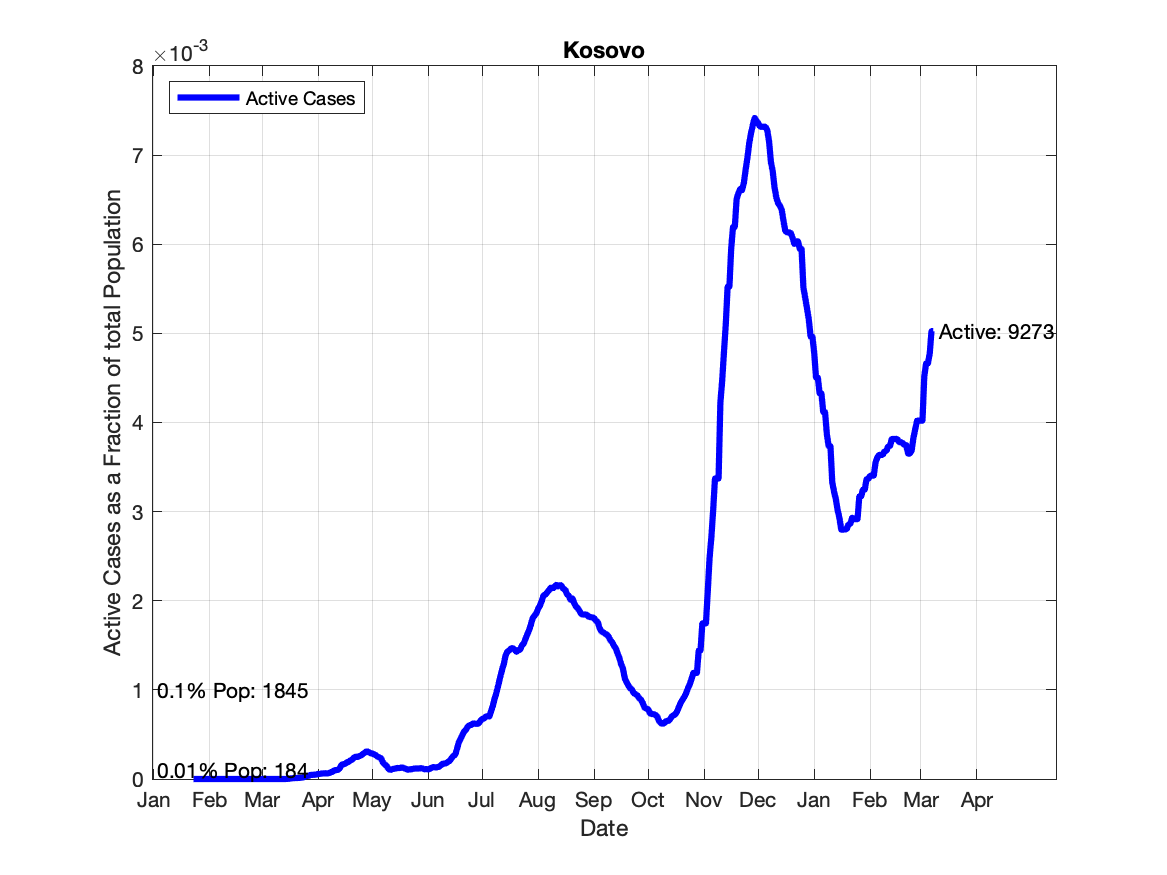 Kosovo
×10-3
8
7
6
5
4
3
2
1
0
Active Cases as a Fraction of total Population
Active Cases
Active: 9273
0.1% Pop: 1845
0.01% Pop: 184
Jan Feb Mar Apr May Jun Jul Aug Sep Oct Nov Dec Jan Feb Mar Apr
Date